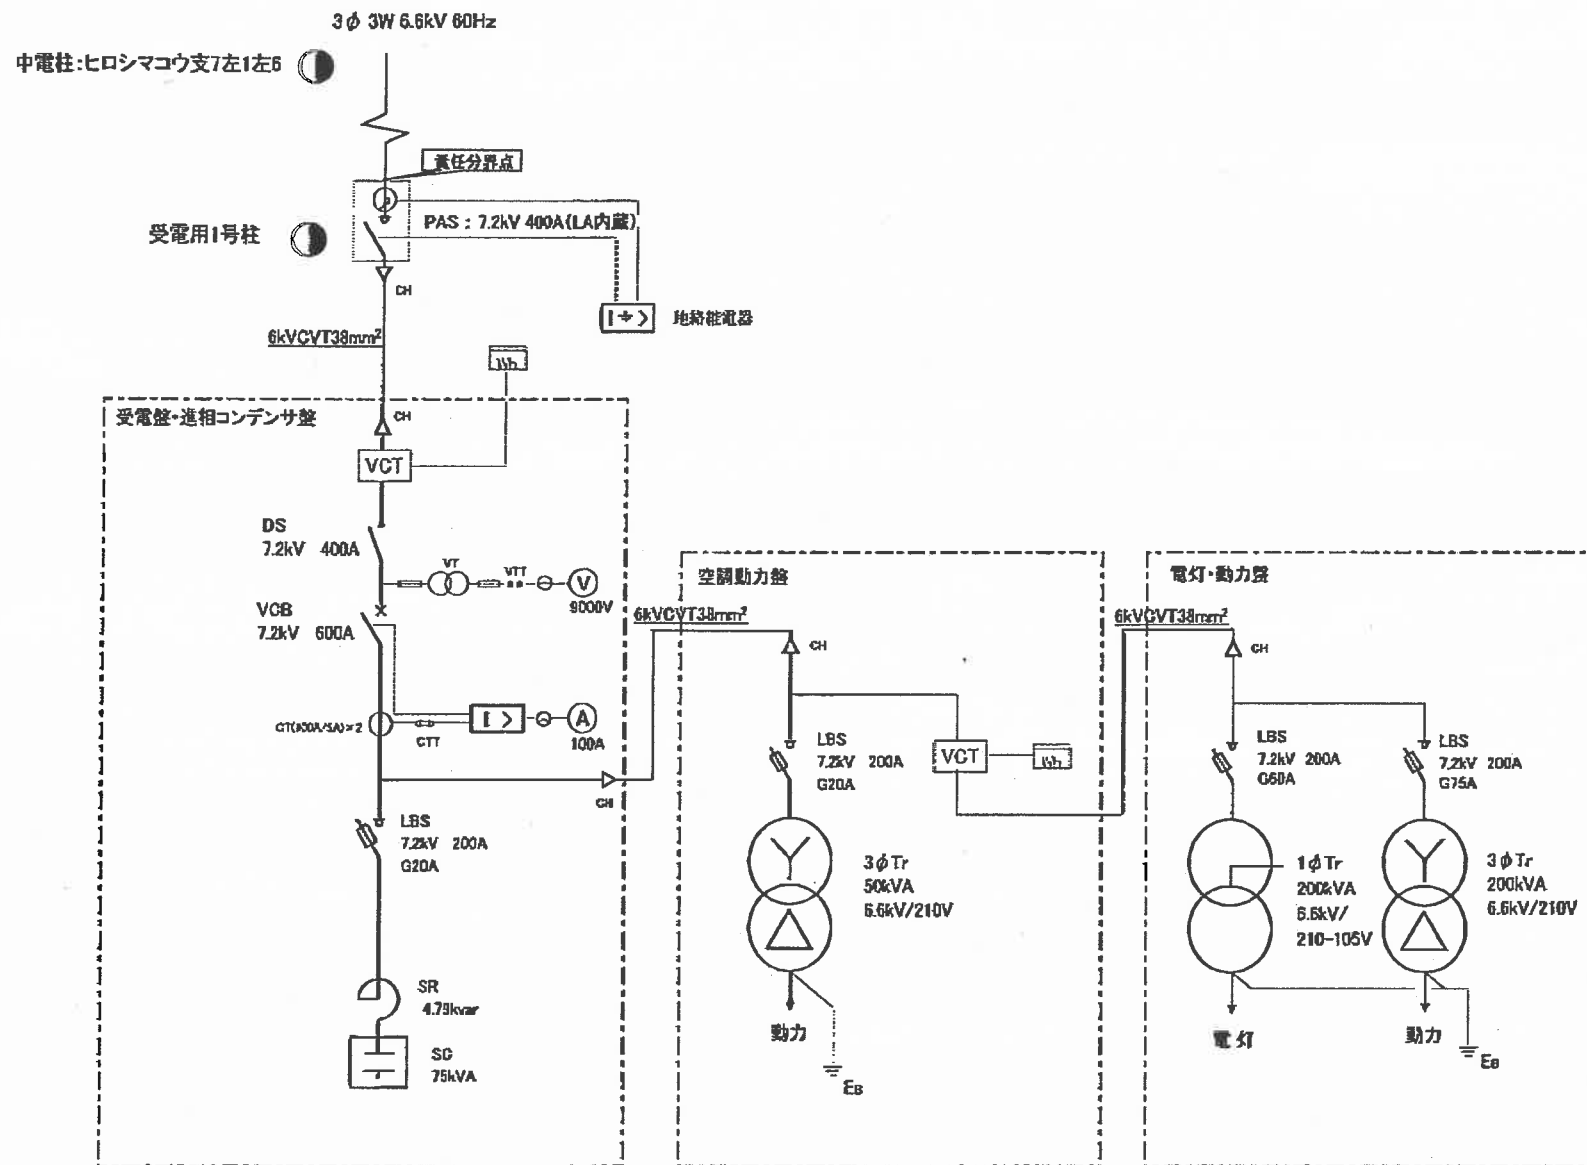 3φ 3W 6.6kV 60Hz
中電柱:ヒロシマコウ支7左1左6
責任分界点
受電用1号柱
PAS : 7.2kV 400A(LA内蔵)
CH
地絡継電器
6kVCVT38mm²
Wh
受電盤・進相コンデンサ盤
CH
VCT
DS
7.2kV 400A
VT
VTT
V
9000V
VCB
7.2kV 600A
CTT
I >
A
100A
CH
LBS
7.2kV 200A
G20A
SR
4.79kvar
SC
75kVA
空調動力盤
6kVCVT38mm²
CH
LBS
7.2kV 200A
G20A
VCT
Wh
3φTr
50kVA
6.6kV/210V
動力
EB
電灯・動力盤
6kVCVT38mm²
CH
LBS
7.2kV 200A
G60A
LBS
7.2kV 200A
G75A
1φTr
200kVA
6.6kV/
210-105V
3φTr
200kVA
6.6kV/210V
電灯
動力
EB